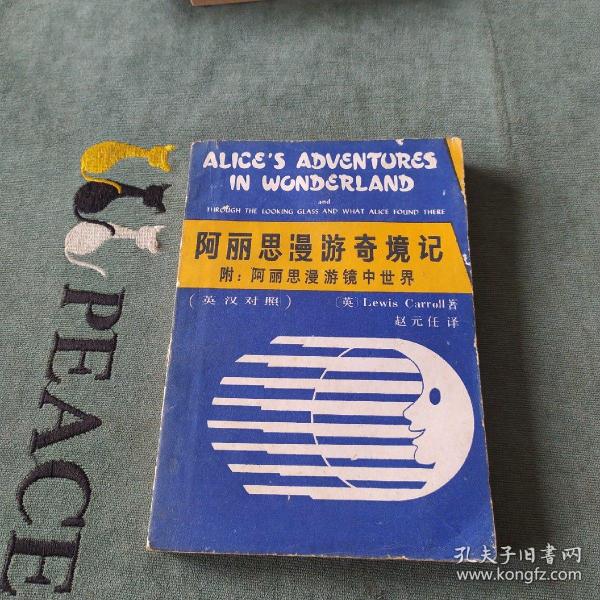 ALICE'S ADVENTURES
IN WONDERLAND
and
THROUGH THE LOOKING GLASS AND WHAT ALICE FOUND THERE
阿丽思漫游奇境记
附：阿丽思漫游镜中世界
（英汉对照）
〔英〕Lewis Carroll著
赵元任 译
PEACE
孔夫子旧书网
www.kongfz.com